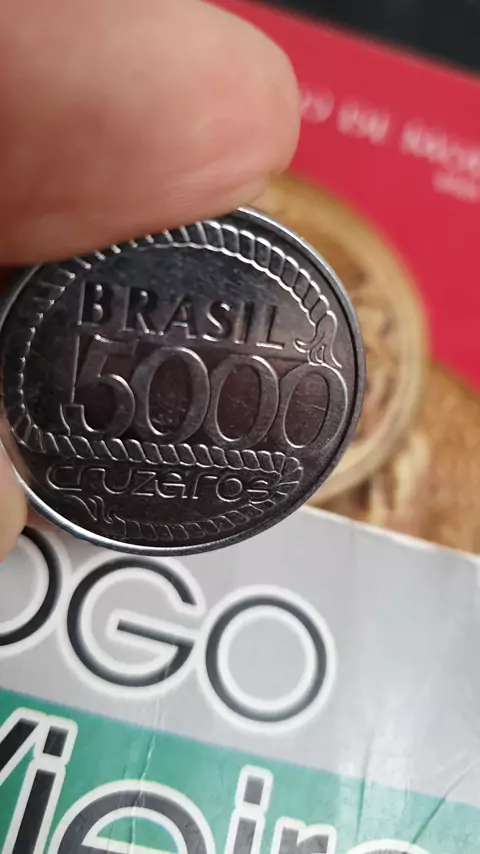 BRASIL
5000
cruzeiros
OGO
Vieira